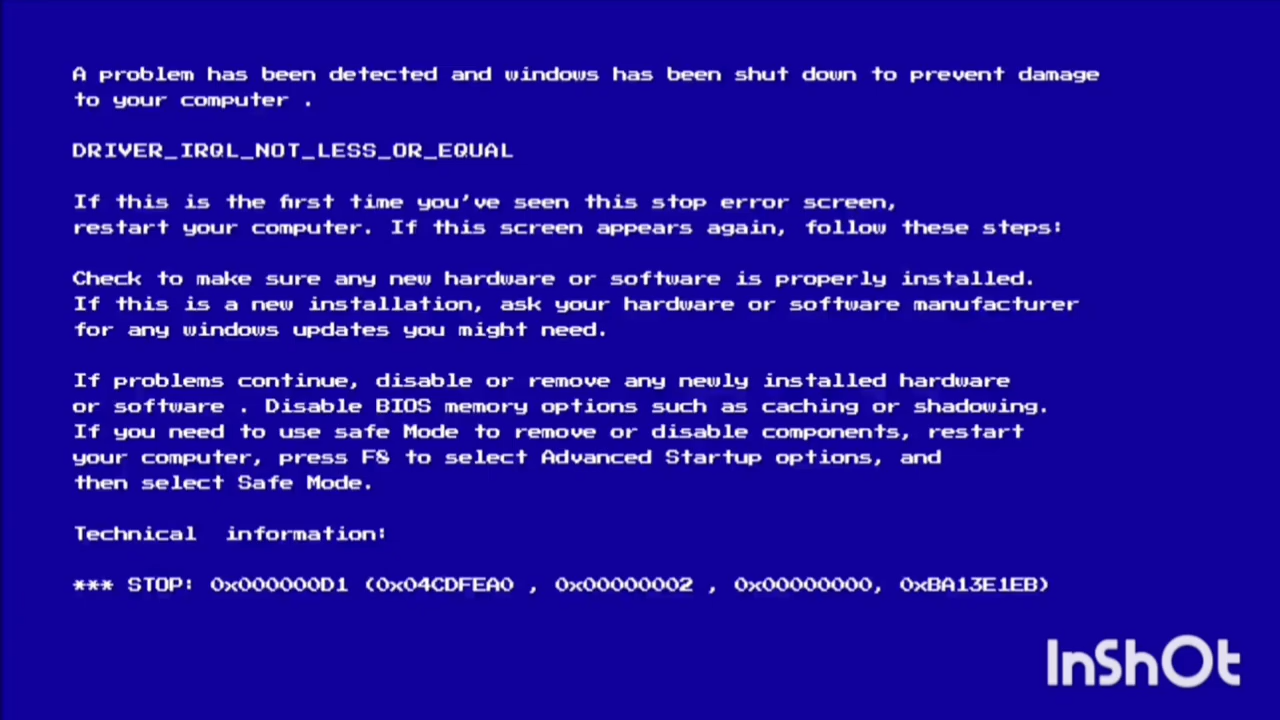 A problem has been detected and windows has been shut down to prevent damage
to your computer .
DRIVER_IRQL_NOT_LESS_OR_EQUAL
If this is the first time you've seen this stop error screen,
restart your computer. If this screen appears again, follow these steps:
Check to make sure any new hardware or software is properly installed.
If this is a new installation, ask your hardware or software manufacturer
for any windows updates you might need.
If problems continue, disable or remove any newly installed hardware
or software . Disable BIOS memory options such as caching or shadowing.
If you need to use safe Mode to remove or disable components, restart
your computer, press F8 to select Advanced Startup options, and
then select Safe Mode.
Technical information:
*** STOP: 0x000000D1 (0x04CDFEA0 , 0x00000002 , 0x00000000, 0xBA13E1EB)
InShOt